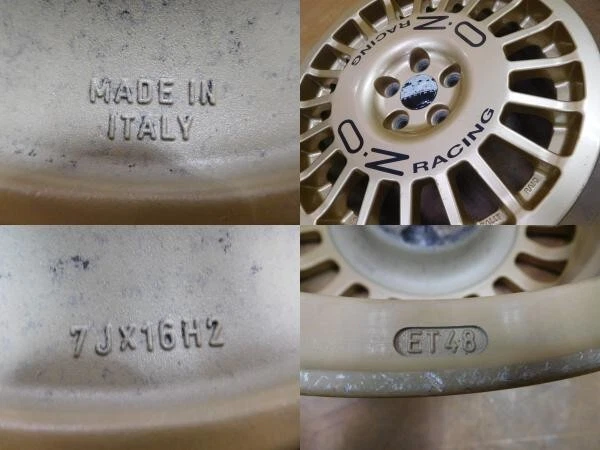 MADE IN
ITALY
O.Z
RACING
O.Z
RACING
7JX16H2
ET48